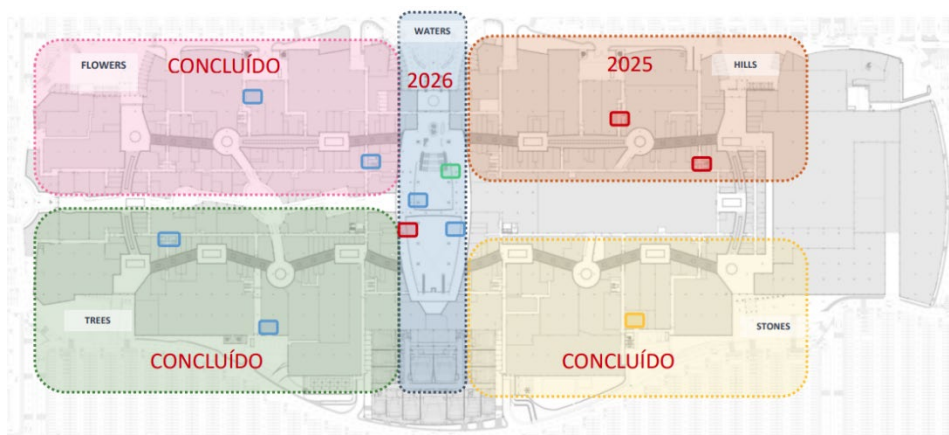 WATERS
FLOWERS
CONCLUÍDO
2026
2025
HILLS
TREES
CONCLUÍDO
CONCLUÍDO
STONES